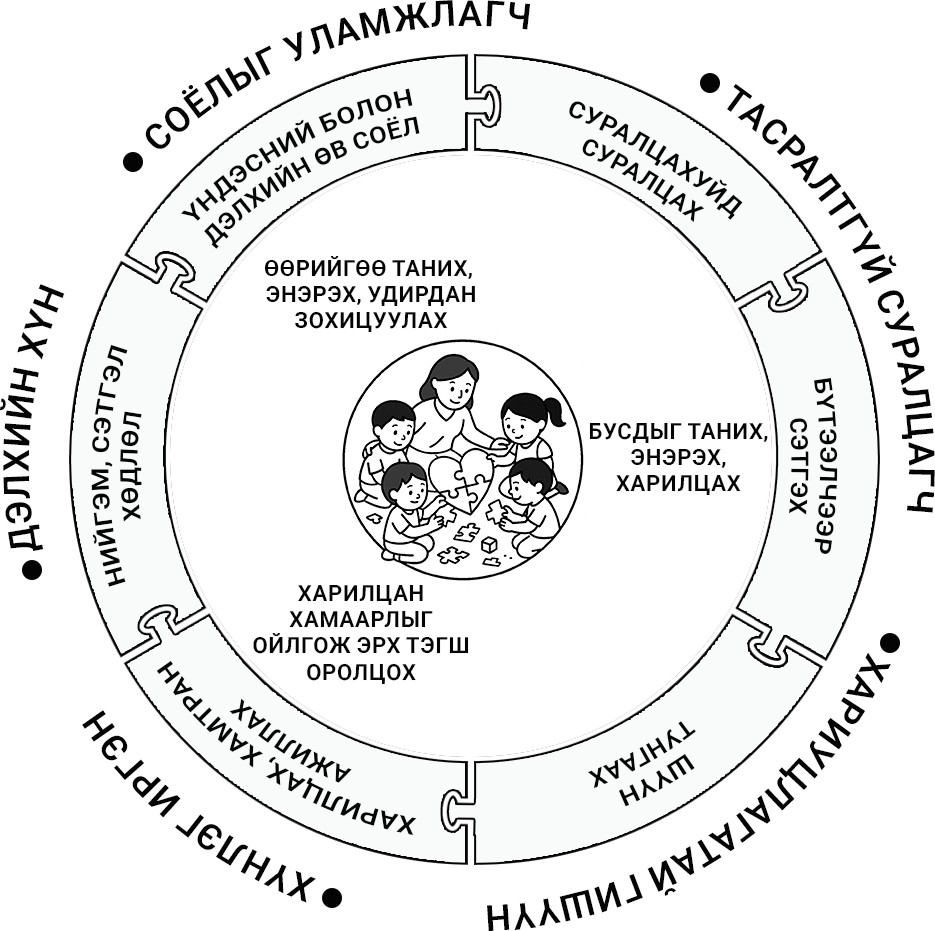 ● СОЁЛЫГ УЛАМЖЛАГЧ
● ТАСРАЛТГҮЙ СУРАЛЦАГЧ
● ХАРИУЦЛАГАТАЙ ГИШҮҮН
● ХҮНЛЭГ ИРГЭН
● ДЭЛХИЙН ХҮН
ҮНДЭСНИЙ БОЛОН
ДЭЛХИЙН ӨВ СОЁЛ
СУРАЛЦАХУЙД
СУРАЛЦАХ
БҮТЭЭЛЧЕЭР
СЭТГЭХ
ШҮҮН
ТУНГААХ
ХАРИЛЦАХ, ХАМТРАН
АЖИЛЛАХ
НИЙГЭМ, СЭТГЭЛ
ХӨДЛӨЛ
ӨӨРИЙГӨӨ ТАНИХ,
ЭНЭРЭХ, УДИРДАН
ЗОХИЦУУЛАХ
БУСДЫГ ТАНИХ,
ЭНЭРЭХ,
ХАРИЛЦАХ
ХАРИЛЦАН
ХАМААРЛЫГ
ОЙЛГОЖ ЭРХ ТЭГШ
ОРОЛЦОХ